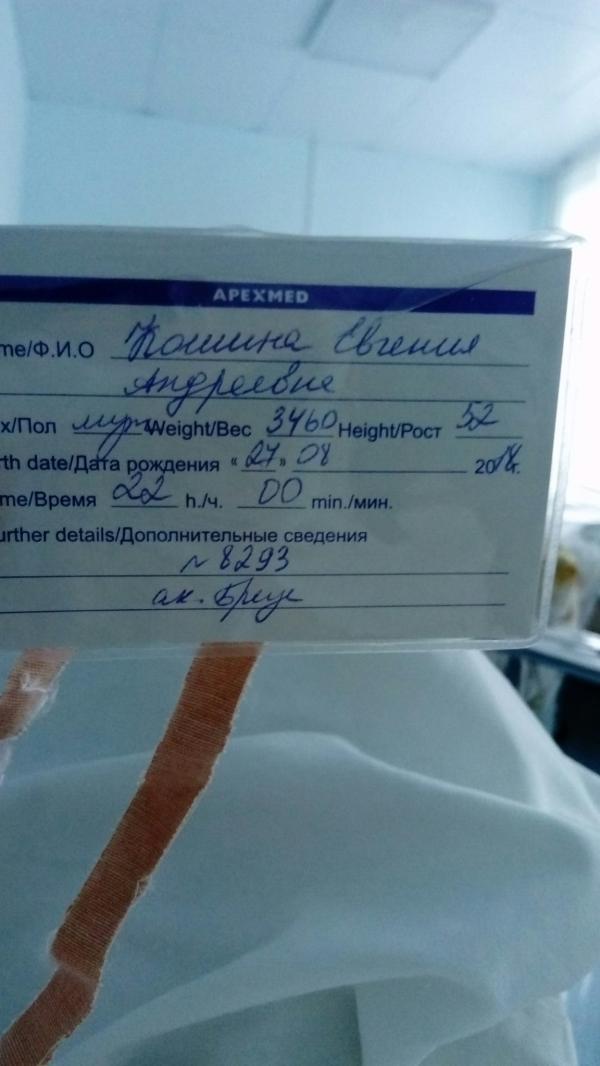 APEXMED
me/Ф.И.О Кошина Евгения
Андреевна
x/Пол муж Weight/Вес 3460 Height/Рост 52
rth date/Дата рождения «27» 08 20г.
me/Время 22 h./ч. 00 min./мин.
urther details/Дополнительные сведения
№ 8293
ак.